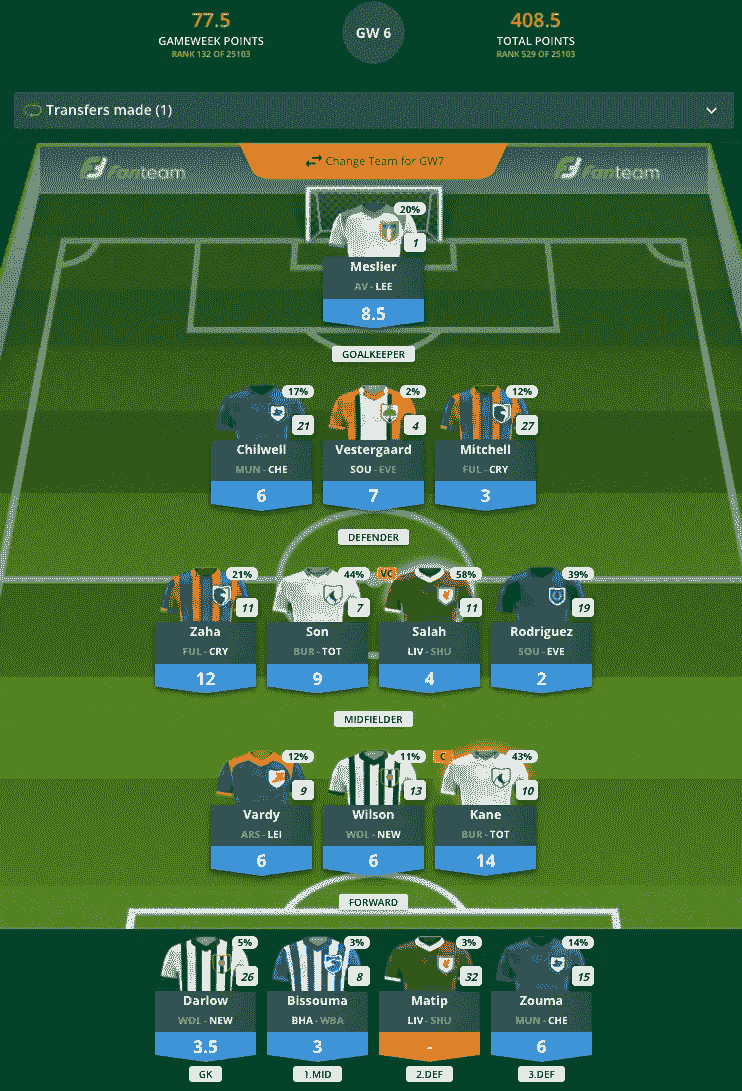 77.5
GAMEWEEK POINTS
RANK 132 OF 25103
GW 6
408.5
TOTAL POINTS
RANK 529 OF 25103
Transfers made (1)
Fanteam
Change Team for GW7
Fanteam
20%
1
Meslier
AV - LEE
8.5
GOALKEEPER
17%
21
Chilwell
MUN - CHE
6
2%
4
Vestergaard
SOU - EVE
7
12%
27
Mitchell
FUL - CRY
3
DEFENDER
21%
11
Zaha
FUL - CRY
12
44%
7
Son
BUR - TOT
9
VC
58%
11
Salah
LIV - SHU
4
39%
19
Rodriguez
SOU - EVE
2
MIDFIELDER
12%
9
Vardy
ARS - LEI
6
11%
13
Wilson
WOL - NEW
6
C
43%
10
Kane
BUR - TOT
14
FORWARD
5%
26
Darlow
WOL - NEW
3.5
GK
3%
8
Bissouma
BHA - WBA
3
1.MID
3%
32
Matip
LIV - SHU
-
2.DEF
14%
15
Zouma
MUN - CHE
6
3.DEF